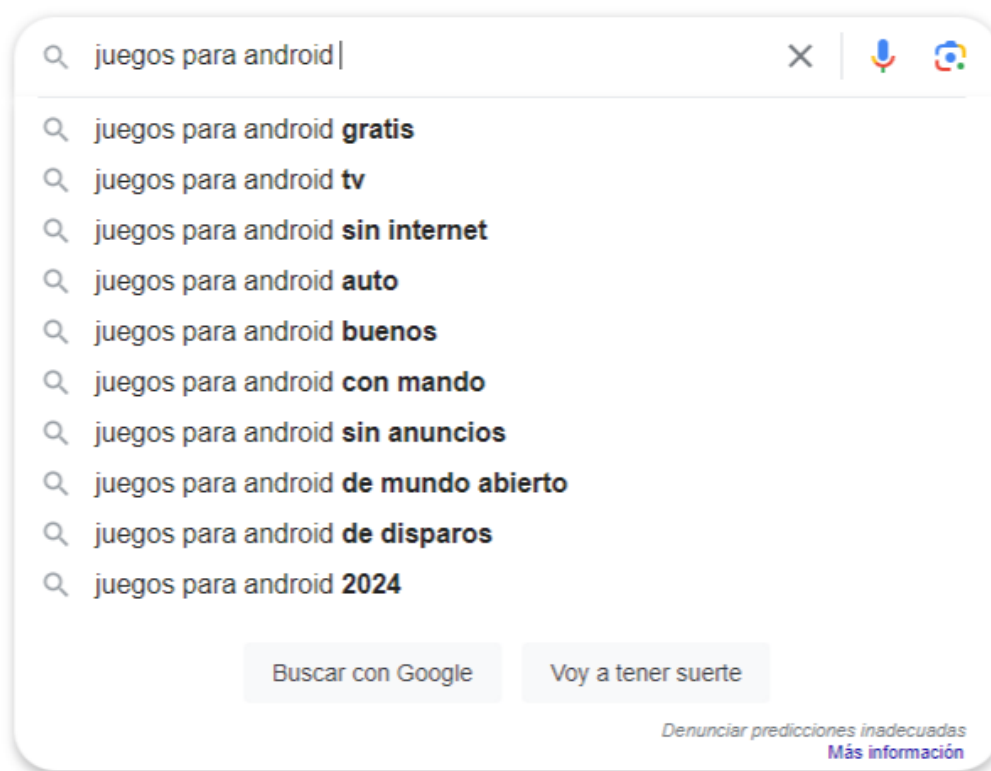 juegos para android
juegos para android gratis
juegos para android tv
juegos para android sin internet
juegos para android auto
juegos para android buenos
juegos para android con mando
juegos para android sin anuncios
juegos para android de mundo abierto
juegos para android de disparos
juegos para android 2024
Buscar con Google Voy a tener suerte
Denunciar predicciones inadecuadas
Más información